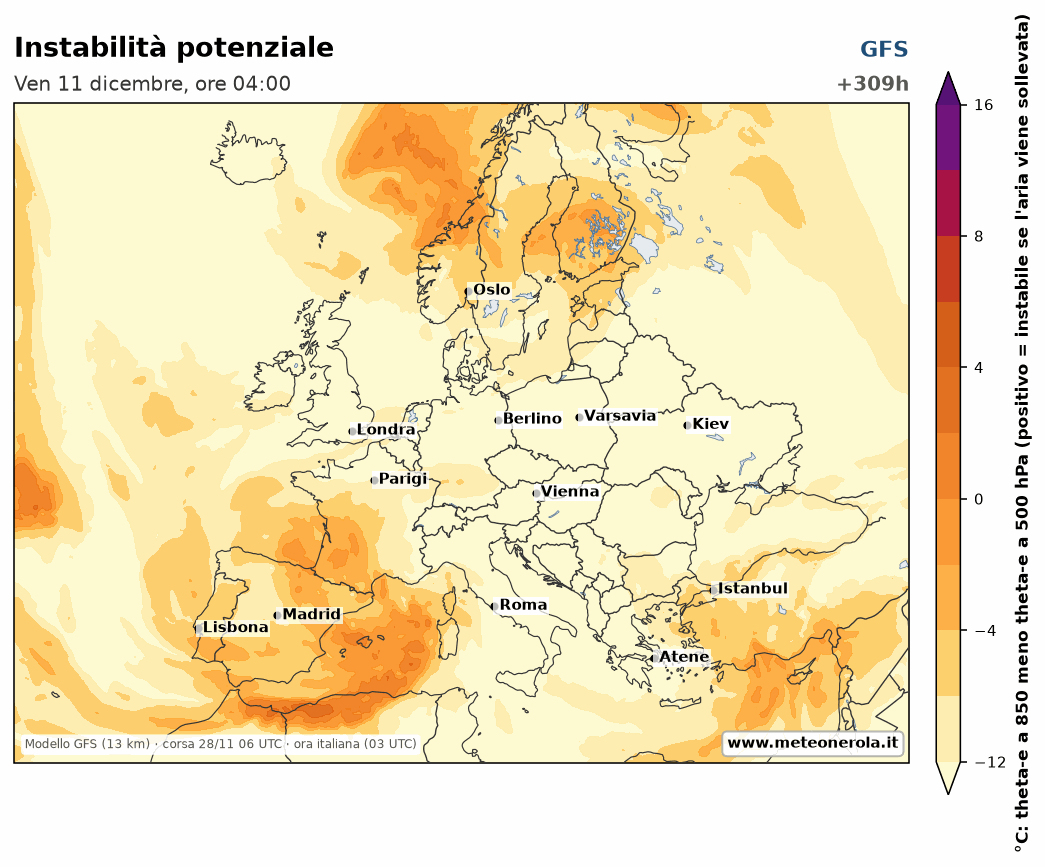 Instabilità potenziale
GFS
Ven 11 dicembre, ore 04:00
+309h
Oslo
Berlino
Varsavia
Kiev
Londra
Parigi
Vienna
Istanbul
Roma
Madrid
Lisbona
Atene
Modello GFS (13 km) · corsa 28/11 06 UTC · ora italiana (03 UTC)
www.meteonerola.it
16
8
4
0
−4
−12
°C: theta-e a 850 meno theta-e a 500 hPa (positivo = instabile se l'aria viene sollevata)